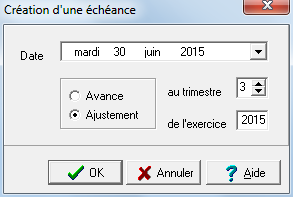 Création d'une échéance
Date mardi 30 juin 2015
Avance
Ajustement
au trimestre 3
de l'exercice 2015
OK Annuler Aide